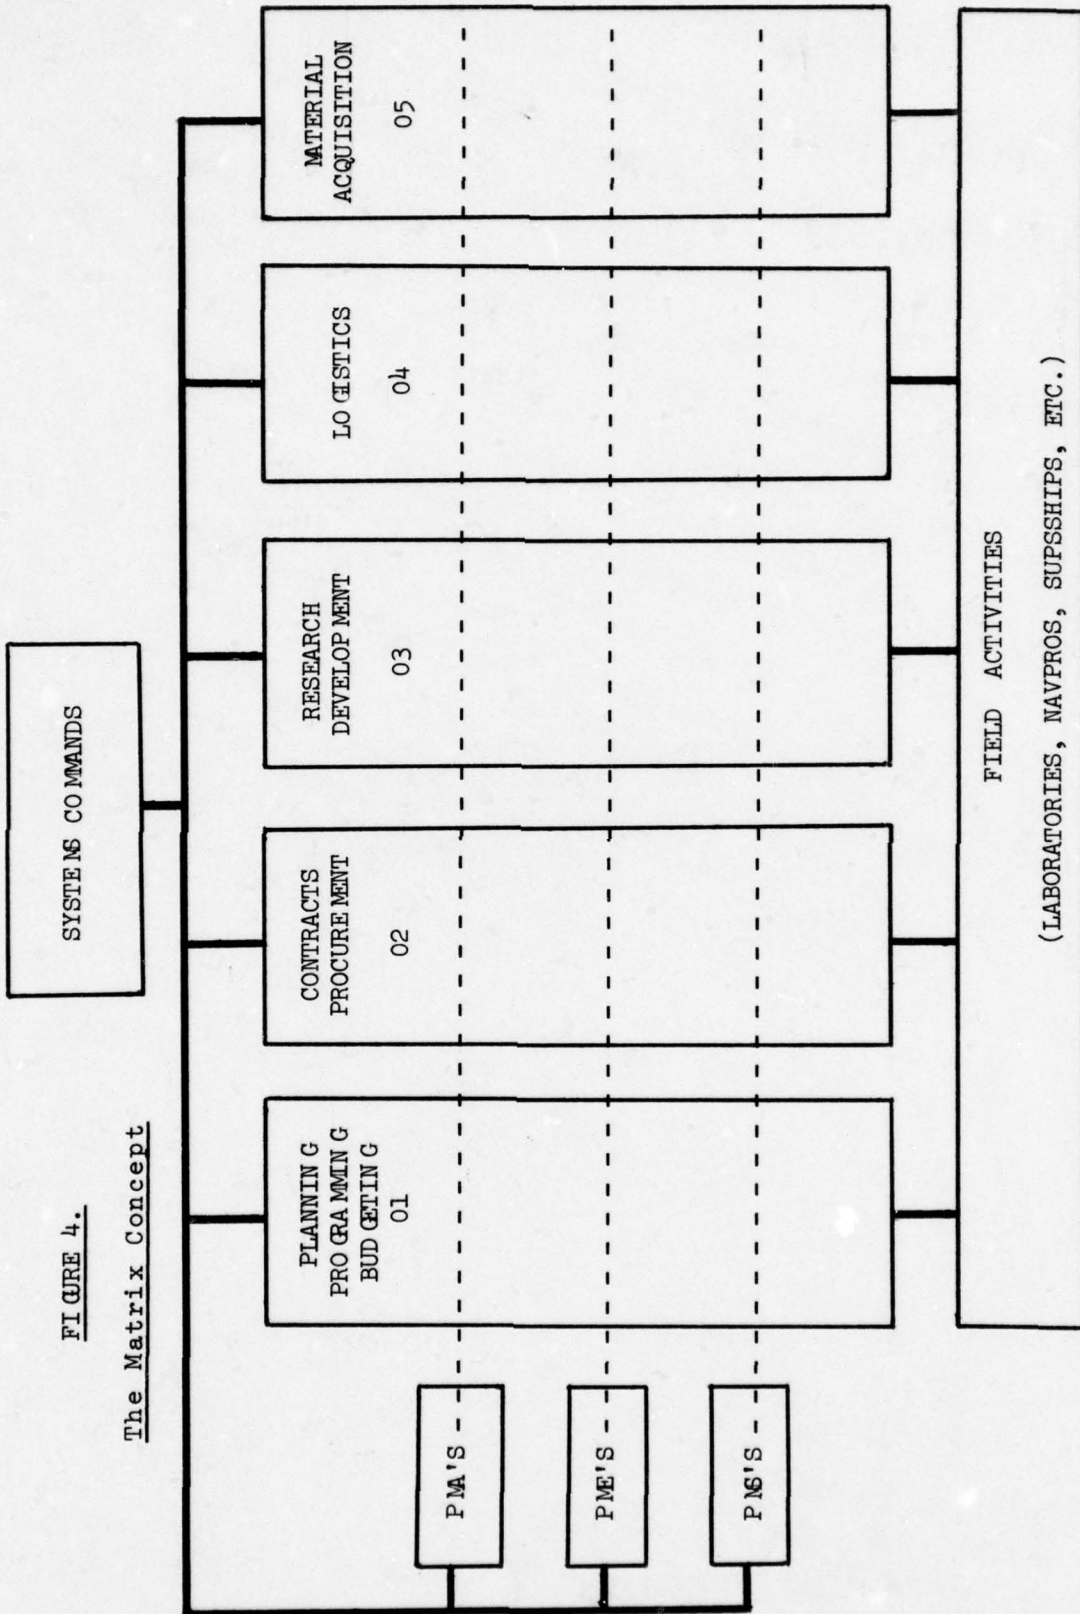 FIGURE 4.
The Matrix Concept
SYSTEMS COMMANDS
PLANNING
PROGRAMMING
BUDGETING
01
CONTRACTS
PROCUREMENT
02
RESEARCH
DEVELOPMENT
03
LOGISTICS
04
MATERIAL
ACQUISITION
05
PMA'S
PME'S
PMS'S
FIELD ACTIVITIES
(LABORATORIES, NAVPROS, SUPSSHIPS, ETC.)